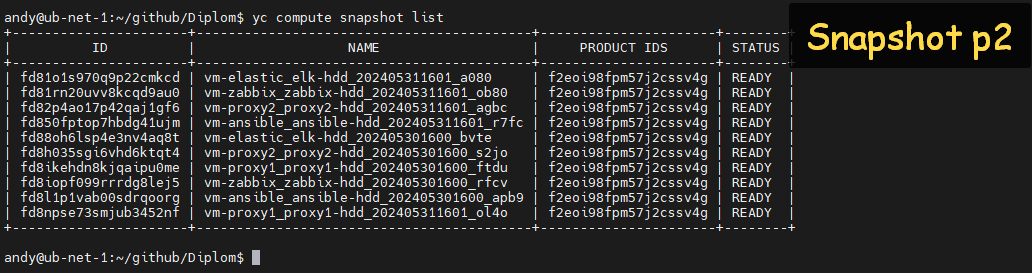 andy@ub-net-1:~/github/Diplom$ yc compute snapshot list
Snapshot p2
| ID | NAME | PRODUCT IDS | STATUS |
| fd81o1s970q9p22cmkcd | vm-elastic_elk-hdd_202405311601_a080 | f2eoi98fpm57j2cssv4g | READY |
| fd81rn20uvv8kcqd9au0 | vm-zabbix_zabbix-hdd_202405311601_ob80 | f2eoi98fpm57j2cssv4g | READY |
| fd82p4ao17p42qaj1gf6 | vm-proxy2_proxy2-hdd_202405311601_agbc | f2eoi98fpm57j2cssv4g | READY |
| fd850fptop7hbdg41ujm | vm-ansible_ansible-hdd_202405311601_r7fc | f2eoi98fpm57j2cssv4g | READY |
| fd88oh6lsp4e3nv4aq8t | vm-elastic_elk-hdd_202405301600_bvte | f2eoi98fpm57j2cssv4g | READY |
| fd8h035sgi6vhd6ktqt4 | vm-proxy2_proxy2-hdd_202405301600_s2jo | f2eoi98fpm57j2cssv4g | READY |
| fd8ikehdn8kjqaipu0me | vm-proxy1_proxy1-hdd_202405301600_ftdu | f2eoi98fpm57j2cssv4g | READY |
| fd8iopf099rrrdg8lej5 | vm-zabbix_zabbix-hdd_202405301600_rfcv | f2eoi98fpm57j2cssv4g | READY |
| fd8l1p1vab00sdrqoorg | vm-ansible_ansible-hdd_202405301600_apb9 | f2eoi98fpm57j2cssv4g | READY |
| fd8npse73smjub3452nf | vm-proxy1_proxy1-hdd_202405311601_ol4o | f2eoi98fpm57j2cssv4g | READY |
andy@ub-net-1:~/github/Diplom$